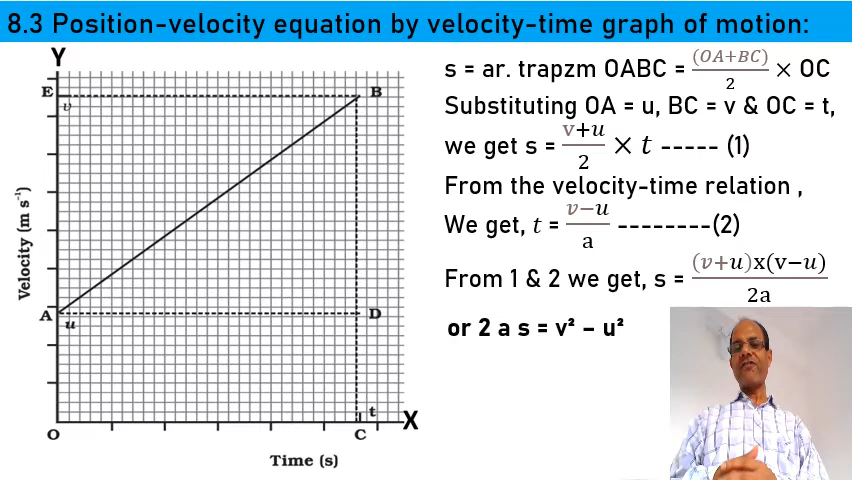 8.3 Position-velocity equation by velocity-time graph of motion:
Y
E
v
B
A
u
D
t
X
O
C
Velocity (m s⁻¹)
Time (s)
s = ar. trapzm OABC = (OA+BC)/2 × OC
Substituting OA = u, BC = v & OC = t,
we get s = v+u/2 × t ----- (1)
From the velocity-time relation ,
We get, t = v−u/a --------(2)
From 1 & 2 we get, s = (v+u)x(v−u)/2a
or 2 a s = v² – u²